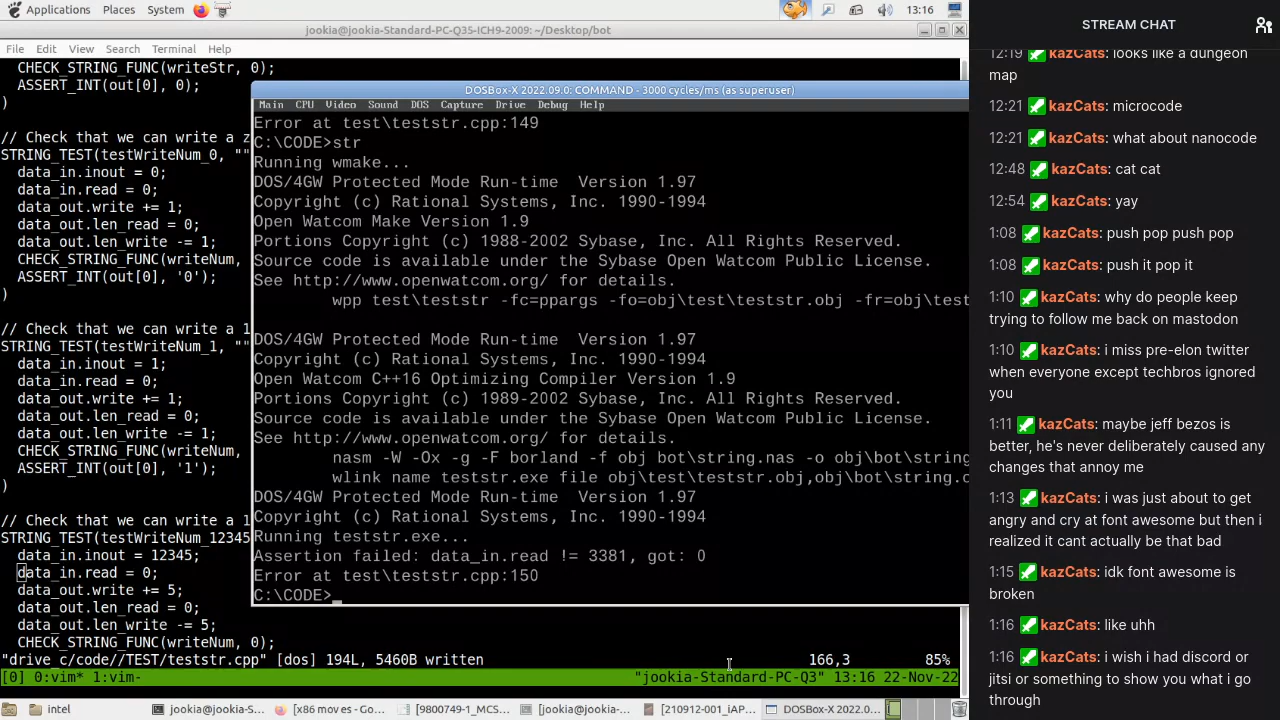 Applications Places System 13:16
jookia@jookia-Standard-PC-Q35-ICH9-2009: ~/Desktop/bot
File Edit View Search Terminal Help
CHECK_STRING_FUNC(writeStr, 0);
ASSERT_INT(out[0], 0);
)
// Check that we can write a z
STRING_TEST(testWriteNum_0, ""
data_in.inout = 0;
data_in.read = 0;
data_out.write += 1;
data_out.len_read = 0;
data_out.len_write -= 1;
CHECK_STRING_FUNC(writeNum,
ASSERT_INT(out[0], '0');
)
// Check that we can write a 1
STRING_TEST(testWriteNum_1, ""
data_in.inout = 1;
data_in.read = 0;
data_out.write += 1;
data_out.len_read = 0;
data_out.len_write -= 1;
CHECK_STRING_FUNC(writeNum,
ASSERT_INT(out[0], '1');
)
// Check that we can write a 1
STRING_TEST(testWriteNum_12345
data_in.inout = 12345;
data_in.read = 0;
data_out.write += 5;
data_out.len_read = 0;
data_out.len_write -= 5;
CHECK_STRING_FUNC(writeNum, 0);
"drive_c/code//TEST/teststr.cpp" [dos] 194L, 5460B written 166,3 85%
[0] 0:vim* 1:vim- "jookia-Standard-PC-Q3" 13:16 22-Nov-22
DOSBox-X 2022.09.0: COMMAND - 3000 cycles/ms (as superuser)
Main CPU Video Sound DOS Capture Drive Debug Help
Error at test\teststr.cpp:149
C:\CODE>str
Running wmake...
DOS/4GW Protected Mode Run-time Version 1.97
Copyright (c) Rational Systems, Inc. 1990-1994
Open Watcom Make Version 1.9
Portions Copyright (c) 1988-2002 Sybase, Inc. All Rights Reserved.
Source code is available under the Sybase Open Watcom Public License.
See http://www.openwatcom.org/ for details.
wpp test\teststr -fc=ppargs -fo=obj\test\teststr.obj -fr=obj\test
DOS/4GW Protected Mode Run-time Version 1.97
Copyright (c) Rational Systems, Inc. 1990-1994
Open Watcom C++16 Optimizing Compiler Version 1.9
Portions Copyright (c) 1989-2002 Sybase, Inc. All Rights Reserved.
Source code is available under the Sybase Open Watcom Public License.
See http://www.openwatcom.org/ for details.
nasm -W -Ox -g -F borland -f obj bot\string.nas -o obj\bot\string
wlink name teststr.exe file obj\test\teststr.obj,obj\bot\string.o
DOS/4GW Protected Mode Run-time Version 1.97
Copyright (c) Rational Systems, Inc. 1990-1994
Running teststr.exe...
Assertion failed: data_in.read != 3381, got: 0
Error at test\teststr.cpp:150
C:\CODE>_
intel jookia@jookia-S... [x86 moves - Go... [9800749-1_MCS... [jookia@jookia-... [210912-001_iAP... DOSBox-X 2022.0...
STREAM CHAT
12:19 kazCats: looks like a dungeon
map
12:21 kazCats: microcode
12:21 kazCats: what about nanocode
12:48 kazCats: cat cat
12:54 kazCats: yay
1:08 kazCats: push pop push pop
1:08 kazCats: push it pop it
1:10 kazCats: why do people keep
trying to follow me back on mastodon
1:10 kazCats: i miss pre-elon twitter
when everyone except techbros ignored
you
1:11 kazCats: maybe jeff bezos is
better, he's never deliberately caused any
changes that annoy me
1:13 kazCats: i was just about to get
angry and cry at font awesome but then i
realized it cant actually be that bad
1:15 kazCats: idk font awesome is
broken
1:16 kazCats: like uhh
1:16 kazCats: i wish i had discord or
jitsi or something to show you what i go
through